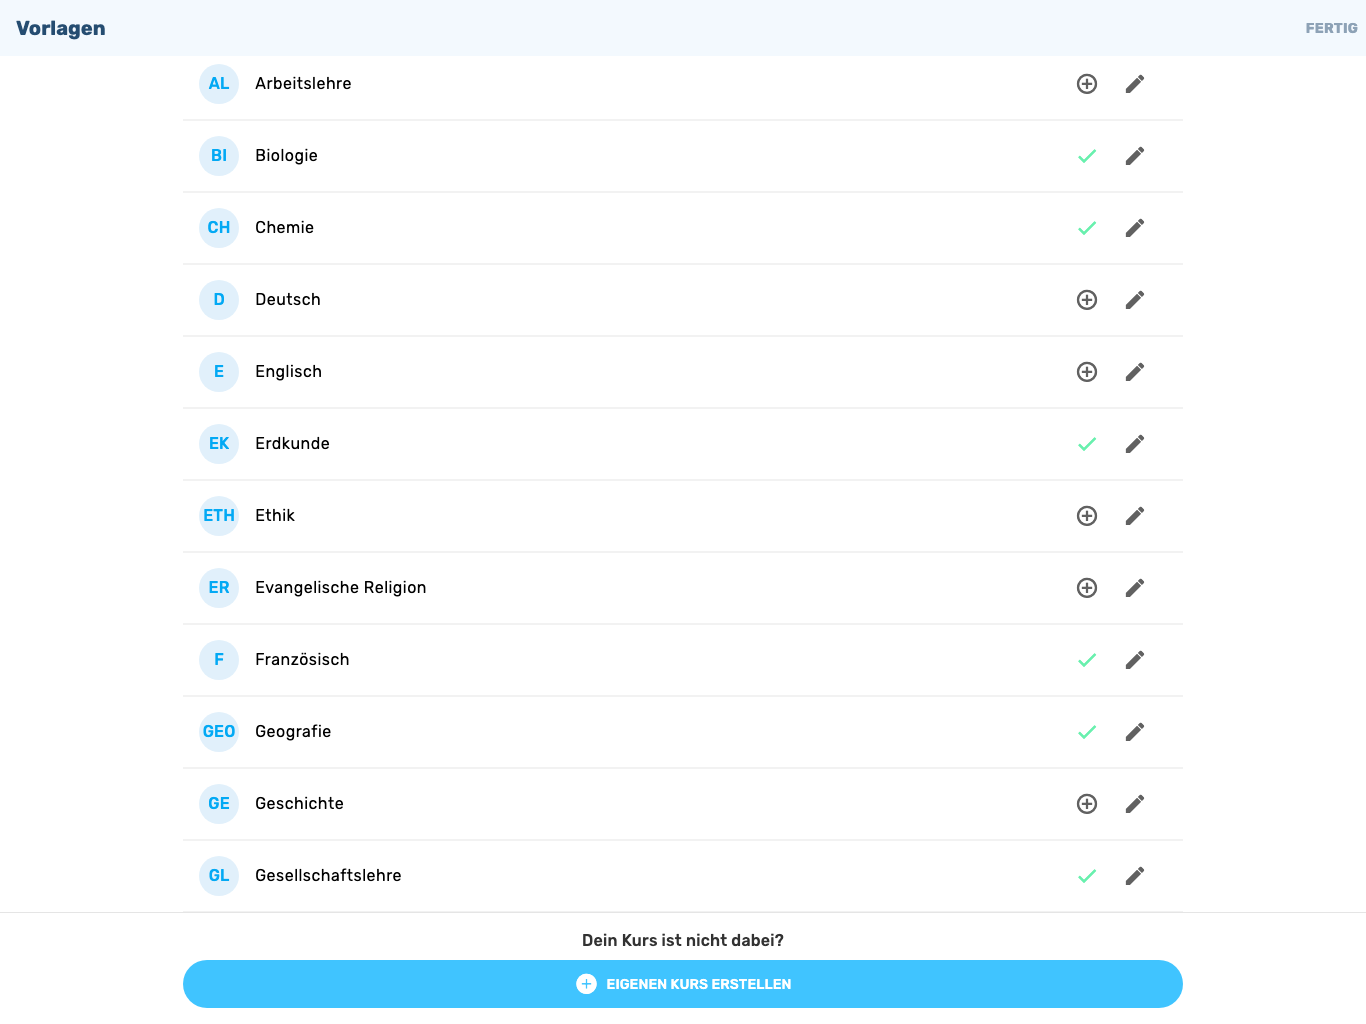 Vorlagen
FERTIG
AL Arbeitslehre
BI Biologie
CH Chemie
D Deutsch
E Englisch
EK Erdkunde
ETH Ethik
ER Evangelische Religion
F Französisch
GEO Geografie
GE Geschichte
GL Gesellschaftslehre
Dein Kurs ist nicht dabei?
EIGENEN KURS ERSTELLEN